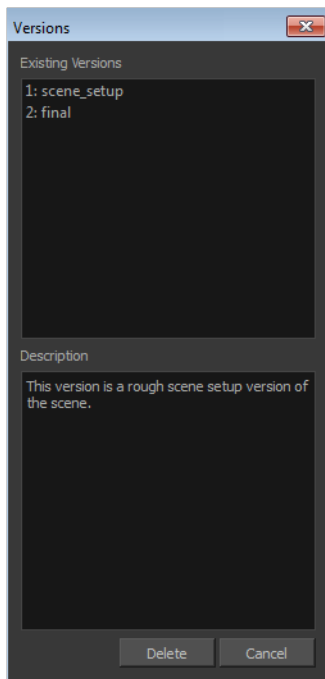 Versions
Existing Versions
1: scene_setup
2: final
Description
This version is a rough scene setup version of
the scene.
Delete
Cancel